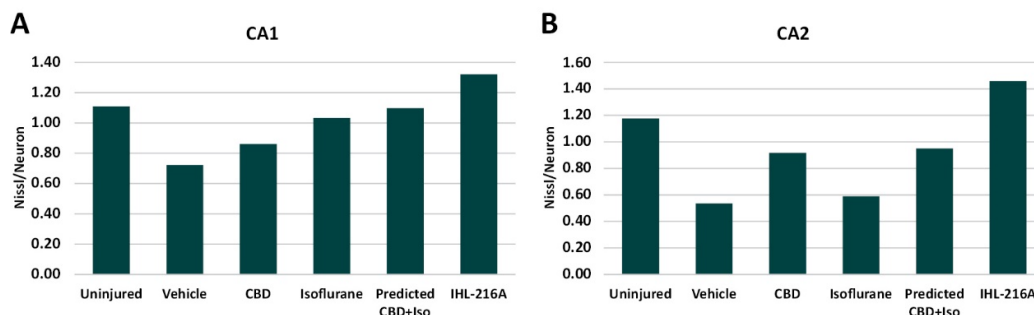 A
CA1
Nissl/Neuron
1.40
1.20
1.00
0.80
0.60
0.40
0.20
0.00
Uninjured Vehicle CBD Isoflurane Predicted IHL-216A
CBD+Iso
B
CA2
Nissl/Neuron
1.60
1.40
1.20
1.00
0.80
0.60
0.40
0.20
0.00
Uninjured Vehicle CBD Isoflurane Predicted IHL-216A
CBD+Iso